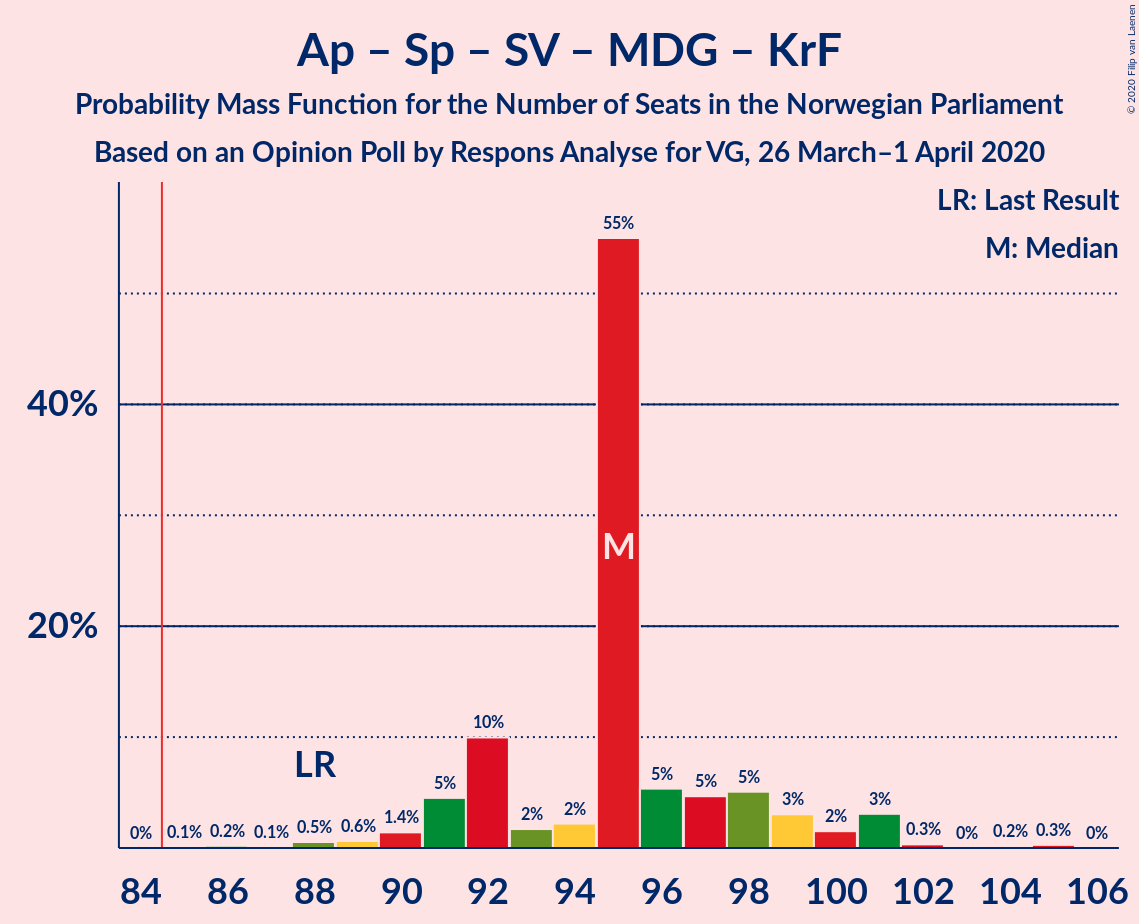 Ap – Sp – SV – MDG – KrF
Probability Mass Function for the Number of Seats in the Norwegian Parliament
Based on an Opinion Poll by Respons Analyse for VG, 26 March–1 April 2020
© 2020 Filip van Laenen
LR: Last Result
M: Median
55%
40%
M
20%
10%
LR
0% 0.1% 0.2% 0.1% 0.5% 0.6% 1.4% 5% 2% 2% 5% 5% 5% 3% 2% 3% 0.3% 0% 0.2% 0.3% 0%
84 86 88 90 92 94 96 98 100 102 104 106